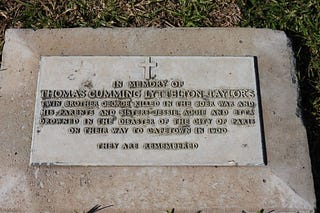 IN MEMORY OF
THOMAS CUMMING LYTTELTON-TAYLOR'S
TWIN BROTHER GEORGE KILLED IN THE BOER WAR AND
HIS PARENTS AND SISTERS JESSIE, ADDIE AND ETTA
DROWNED IN THE DISASTER OF THE CITY OF PARIS
ON THEIR WAY TO CAPETOWN IN 1900.
THEY ARE REMEMBERED